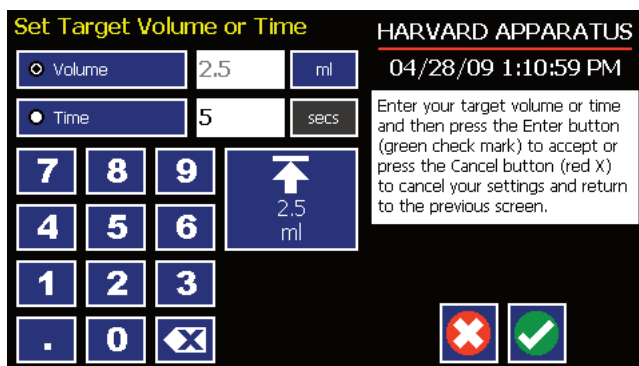 Set Target Volume or Time
HARVARD APPARATUS
04/28/09 1:10:59 PM
Volume 2.5 ml
Time 5 secs
Enter your target volume or time
and then press the Enter button
(green check mark) to accept or
press the Cancel button (red X)
to cancel your settings and return
to the previous screen.
7 8 9
2.5
ml
4 5 6
1 2 3
. 0